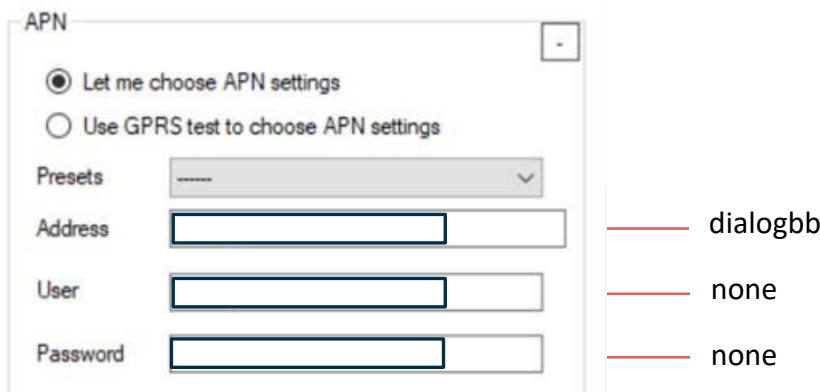 APN
-
Let me choose APN settings
Use GPRS test to choose APN settings
Presets ------
Address dialogbb
User none
Password none